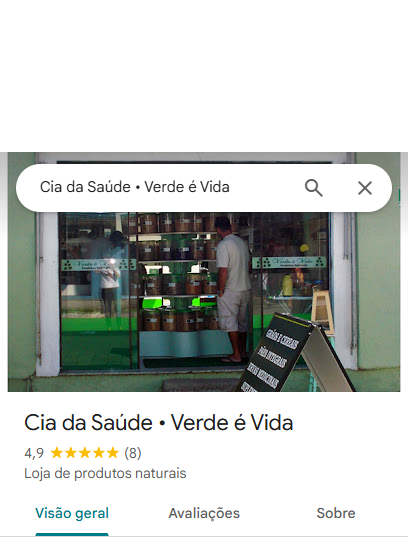 Cia da Saúde • Verde é Vida
Verde é Vida
Verde é Vida
GRÃOS E CEREAIS
PÃES INTEGRAIS
ERVAS MEDICINAIS
Cia da Saúde • Verde é Vida
4,9 ★★★★★ (8)
Loja de produtos naturais
Visão geral Avaliações Sobre